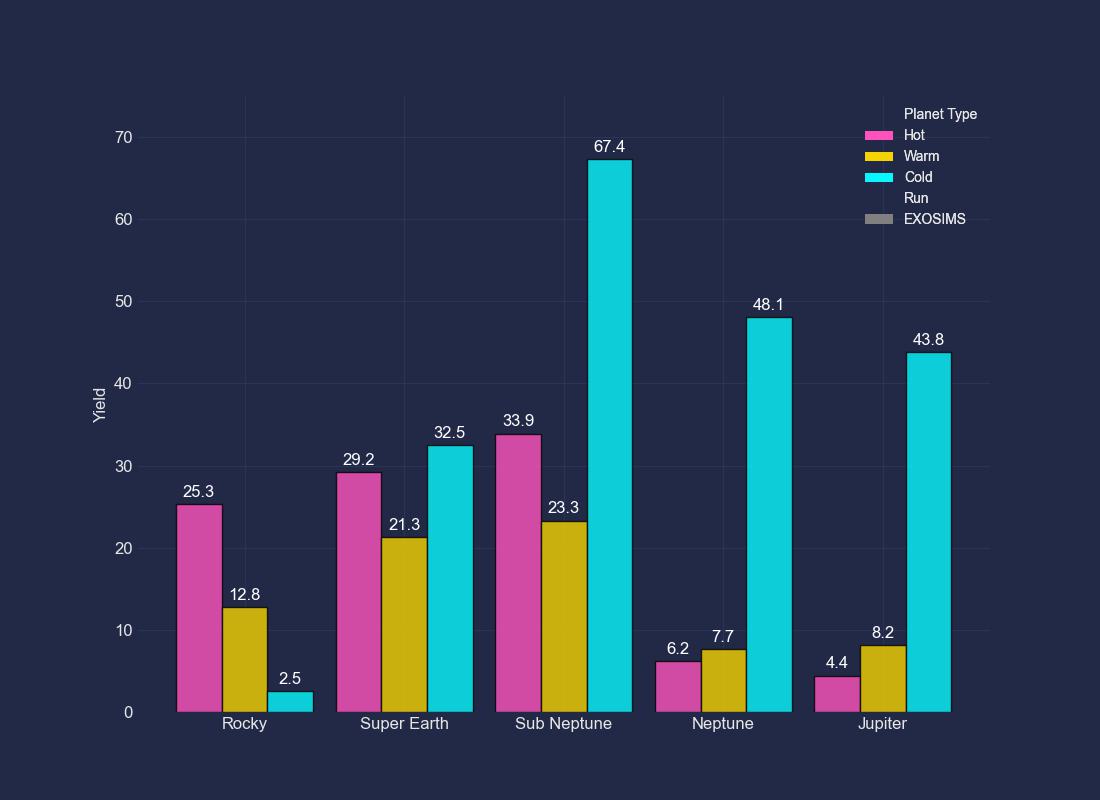 Planet Type
Hot
Warm
Cold
Run
EXOSIMS
Yield
70
60
50
40
30
20
10
0
25.3
12.8
2.5
29.2
21.3
32.5
33.9
23.3
67.4
6.2
7.7
48.1
4.4
8.2
43.8
Rocky
Super Earth
Sub Neptune
Neptune
Jupiter